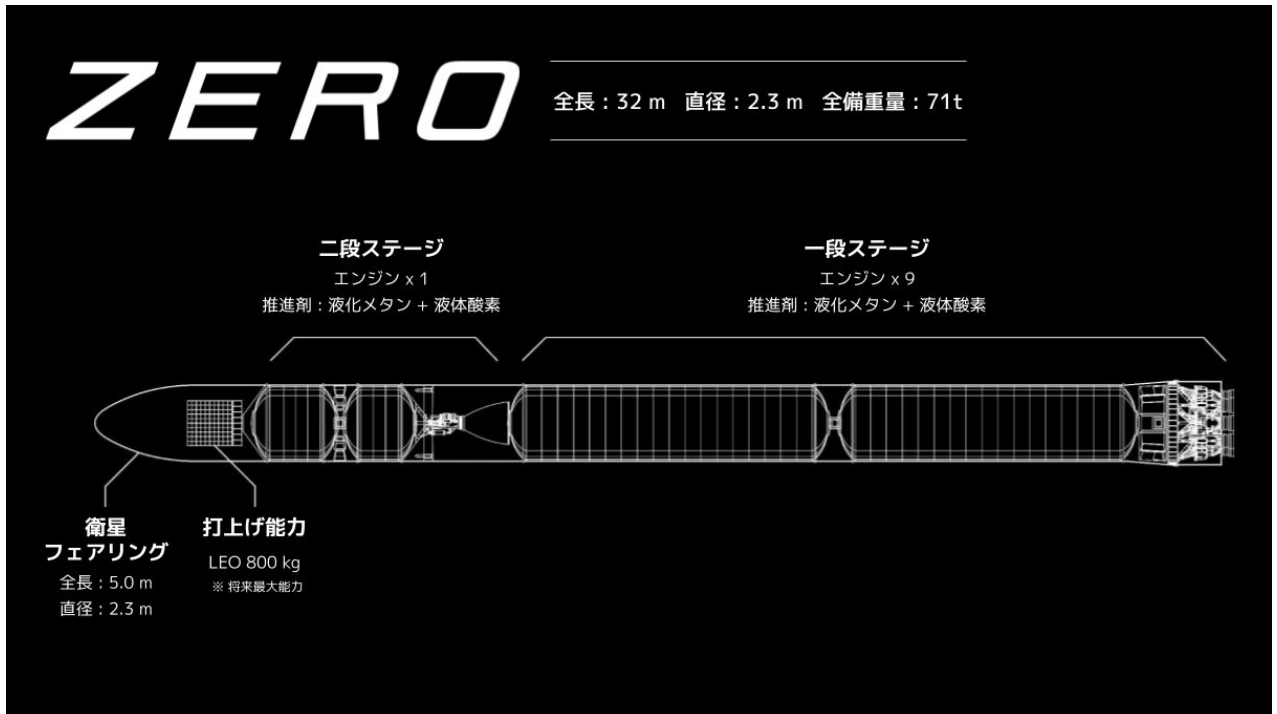 ZERO
全長：32 m 直径：2.3 m 全備重量：71t
二段ステージ
エンジン x 1
推進剤：液化メタン + 液体酸素
一段ステージ
エンジン x 9
推進剤：液化メタン + 液体酸素
衛星
フェアリング
全長：5.0 m
直径：2.3 m
打上げ能力
LEO 800 kg
※ 将来最大能力